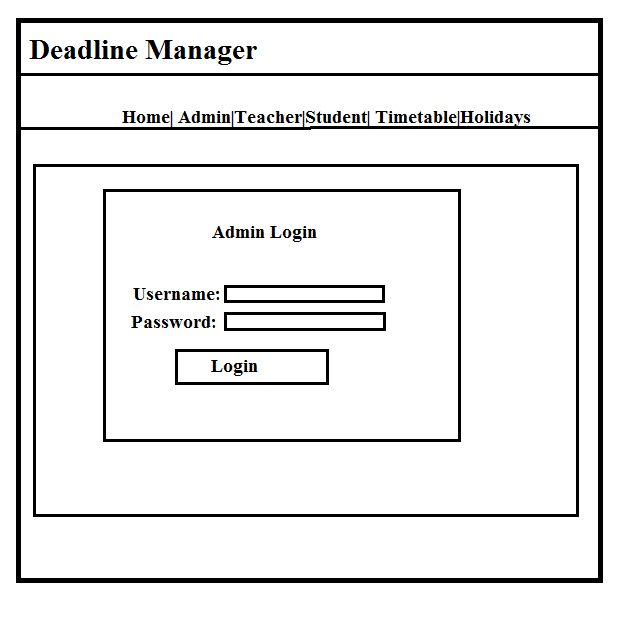 Deadline Manager
Home| Admin|Teacher|Student| Timetable|Holidays
Admin Login
Username:
Password:
Login